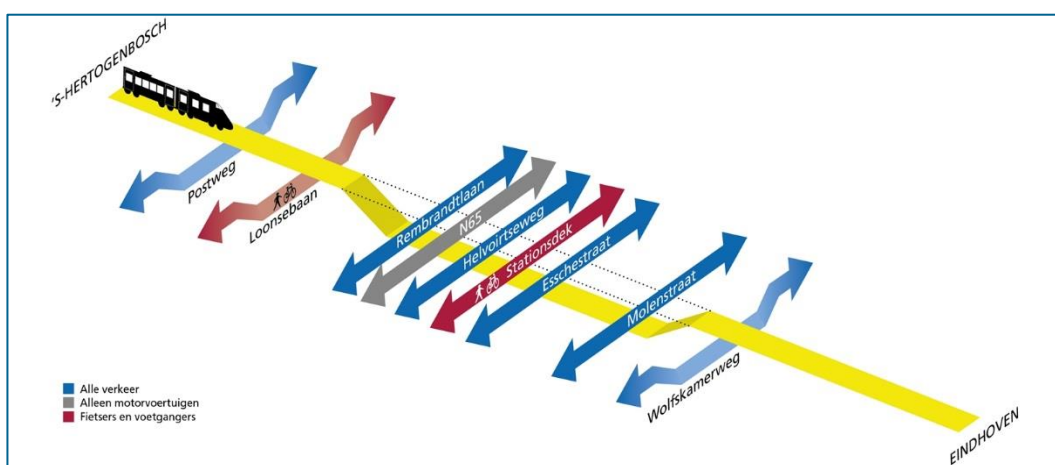 'S-HERTOGENBOSCH
Postweg
Loonsebaan
Rembrandtlaan
N65
Helvoirtseweg
Stationsdek
Esschestraat
Molenstraat
Wolfskamerweg
EINDHOVEN
Alle verkeer
Alleen motorvoertuigen
Fietsers en voetgangers